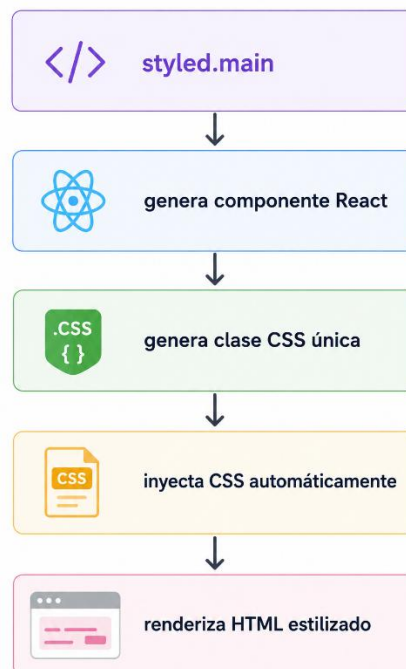 styled.main
genera componente React
.CSS
{ }
genera clase CSS única
CSS
inyecta CSS automáticamente
renderiza HTML estilizado